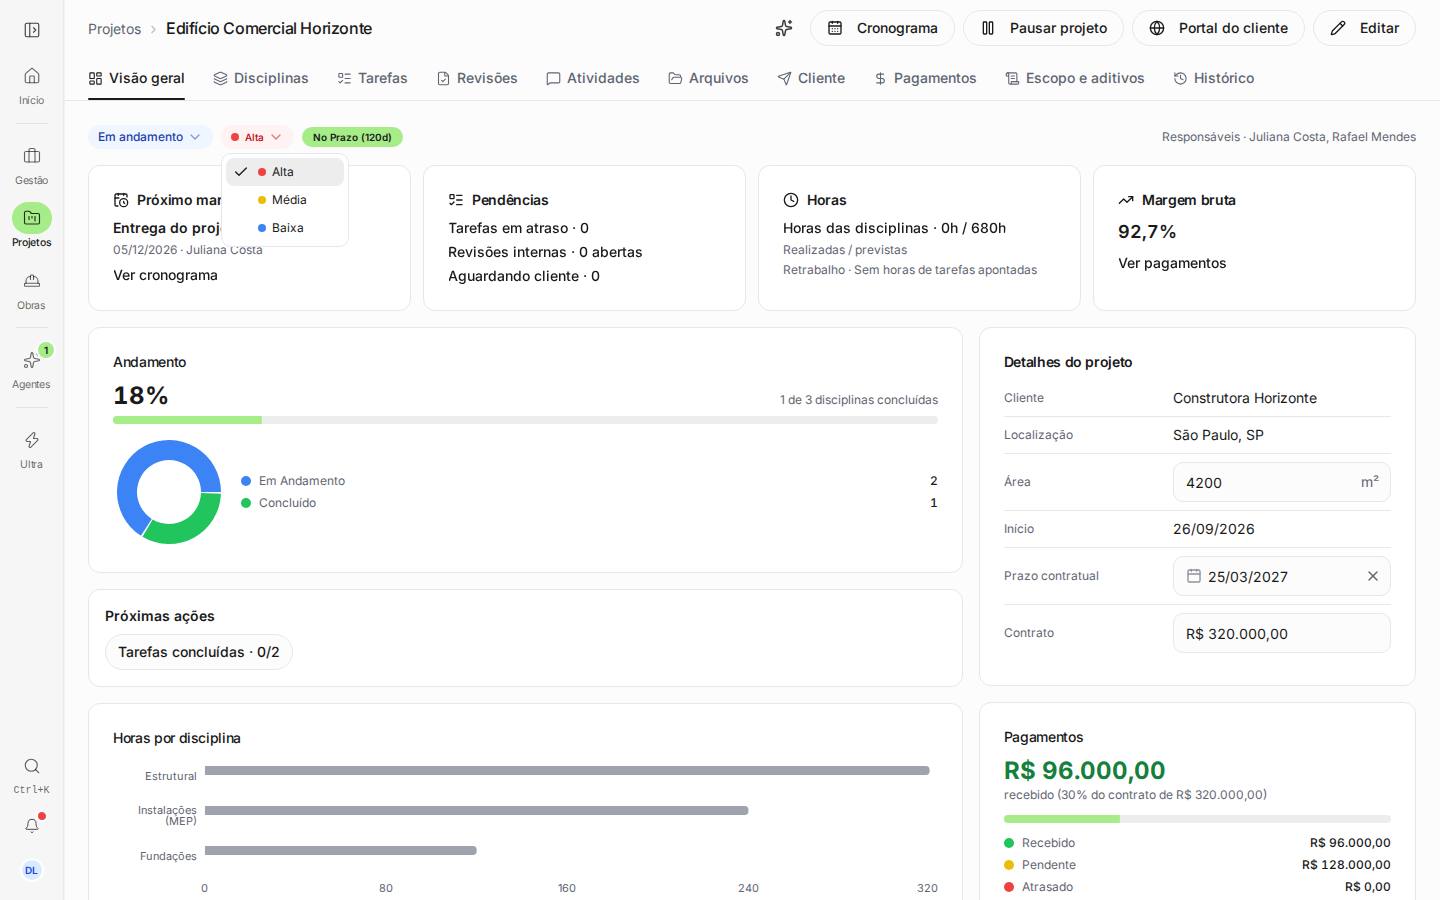 Projetos
Edifício Comercial Horizonte
Cronograma
Pausar projeto
Portal do cliente
Editar
Início
Gestão
Projetos
Obras
1
Agentes
Ultra
Ctrl+K
DL
Visão geral
Disciplinas
Tarefas
Revisões
Atividades
Arquivos
Cliente
Pagamentos
Escopo e aditivos
Histórico
Em andamento
Alta
No Prazo (120d)
Responsáveis · Juliana Costa, Rafael Mendes
Alta
Média
Baixa
Próximo
Entrega do
05/12/2026 · Juliana Costa
Ver cronograma
Pendências
Tarefas em atraso · 0
Revisões internas · 0 abertas
Aguardando cliente · 0
Horas
Horas das disciplinas · 0h / 680h
Realizadas / previstas
Retrabalho · Sem horas de tarefas apontadas
Margem bruta
92,7%
Ver pagamentos
Andamento
18%
1 de 3 disciplinas concluídas
Em Andamento 2
Concluído 1
Próximas ações
Tarefas concluídas · 0/2
Horas por disciplina
Estrutural
Instalações
(MEP)
Fundações
0 80 160 240 320
Detalhes do projeto
Cliente Construtora Horizonte
Localização São Paulo, SP
Área 4200 m²
Início 26/09/2026
Prazo contratual 25/03/2027
Contrato R$ 320.000,00
Pagamentos
R$ 96.000,00
recebido (30% do contrato de R$ 320.000,00)
Recebido R$ 96.000,00
Pendente R$ 128.000,00
Atrasado R$ 0,00